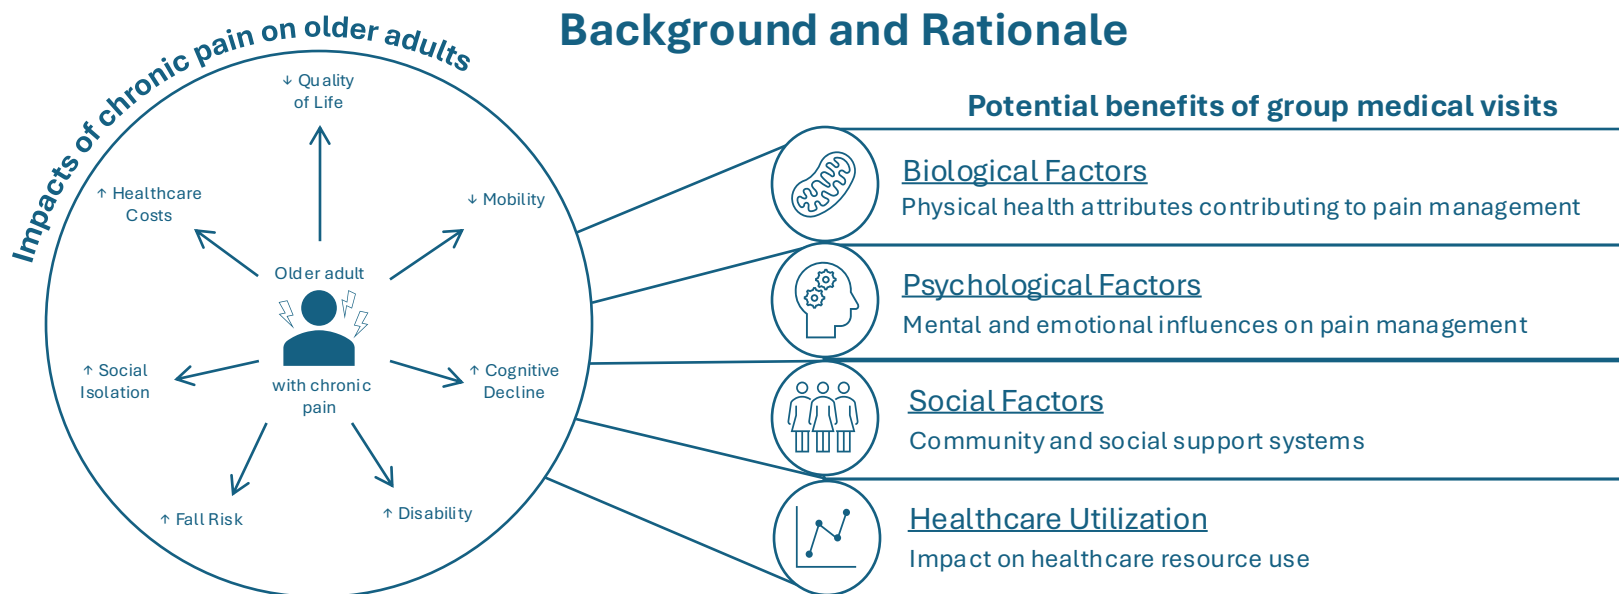 Background and Rationale
Impacts of chronic pain on older adults
↓ Quality
of Life
↓ Mobility
↑ Cognitive
Decline
↑ Disability
↑ Fall Risk
↑ Social
Isolation
↑ Healthcare
Costs
Older adult
with chronic
pain
Potential benefits of group medical visits
Biological Factors
Physical health attributes contributing to pain management
Psychological Factors
Mental and emotional influences on pain management
Social Factors
Community and social support systems
Healthcare Utilization
Impact on healthcare resource use